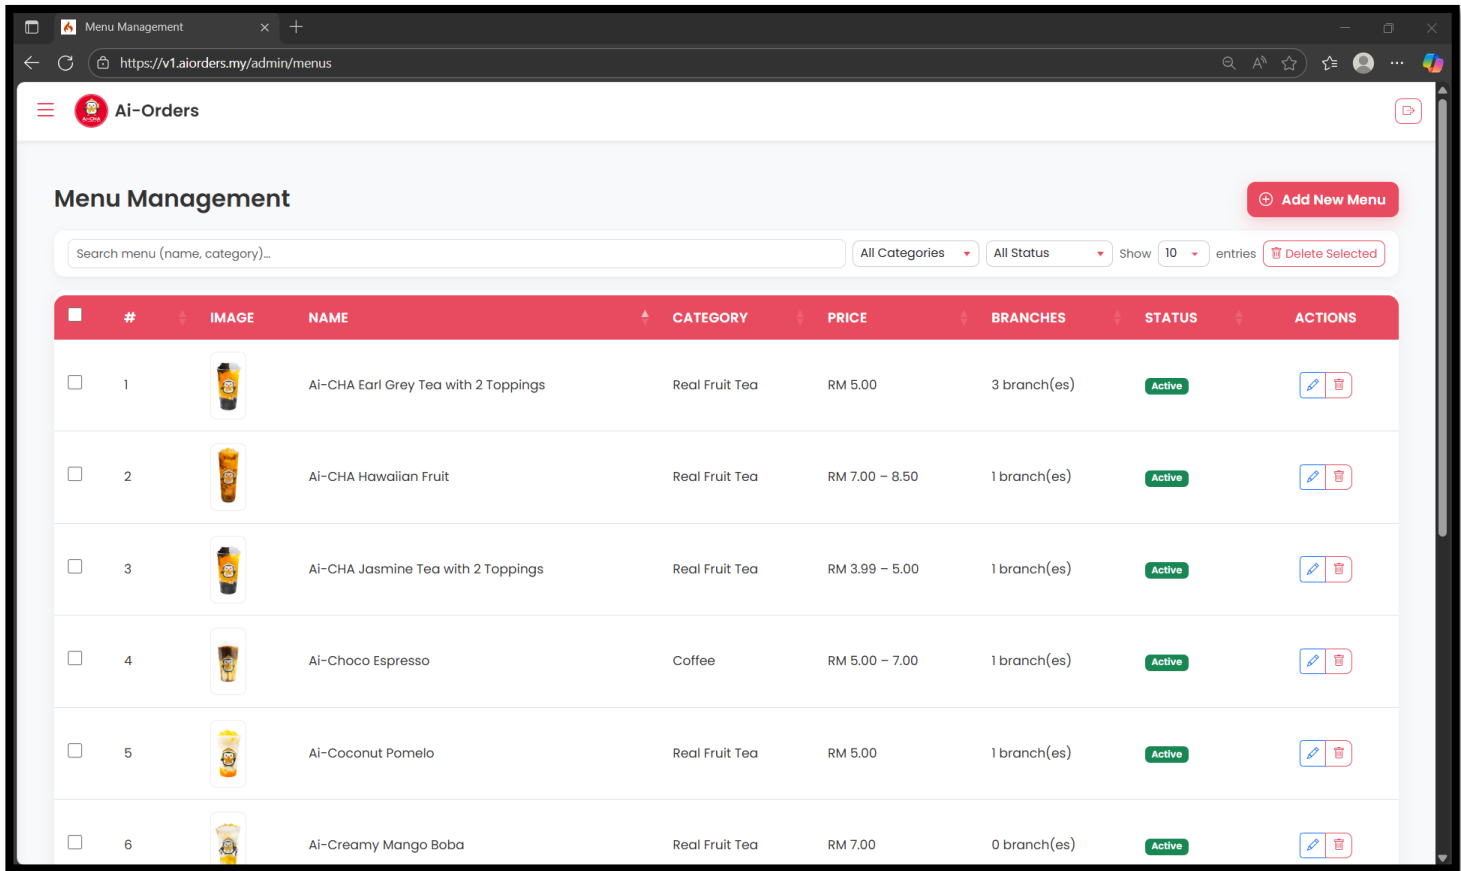 Menu Management
https://v1.aiorders.my/admin/menus
Ai-CHA
Ai-Orders
Menu Management
Add New Menu
Search menu (name, category)...
All Categories
All Status
Show 10 entries
Delete Selected
# IMAGE NAME CATEGORY PRICE BRANCHES STATUS ACTIONS
1 Ai-CHA Earl Grey Tea with 2 Toppings Real Fruit Tea RM 5.00 3 branch(es) Active
2 Ai-CHA Hawaiian Fruit Real Fruit Tea RM 7.00 – 8.50 1 branch(es) Active
3 Ai-CHA Jasmine Tea with 2 Toppings Real Fruit Tea RM 3.99 – 5.00 1 branch(es) Active
4 Ai-Choco Espresso Coffee RM 5.00 – 7.00 1 branch(es) Active
5 Ai-Coconut Pomelo Real Fruit Tea RM 5.00 1 branch(es) Active
6 Ai-Creamy Mango Boba Real Fruit Tea RM 7.00 0 branch(es) Active